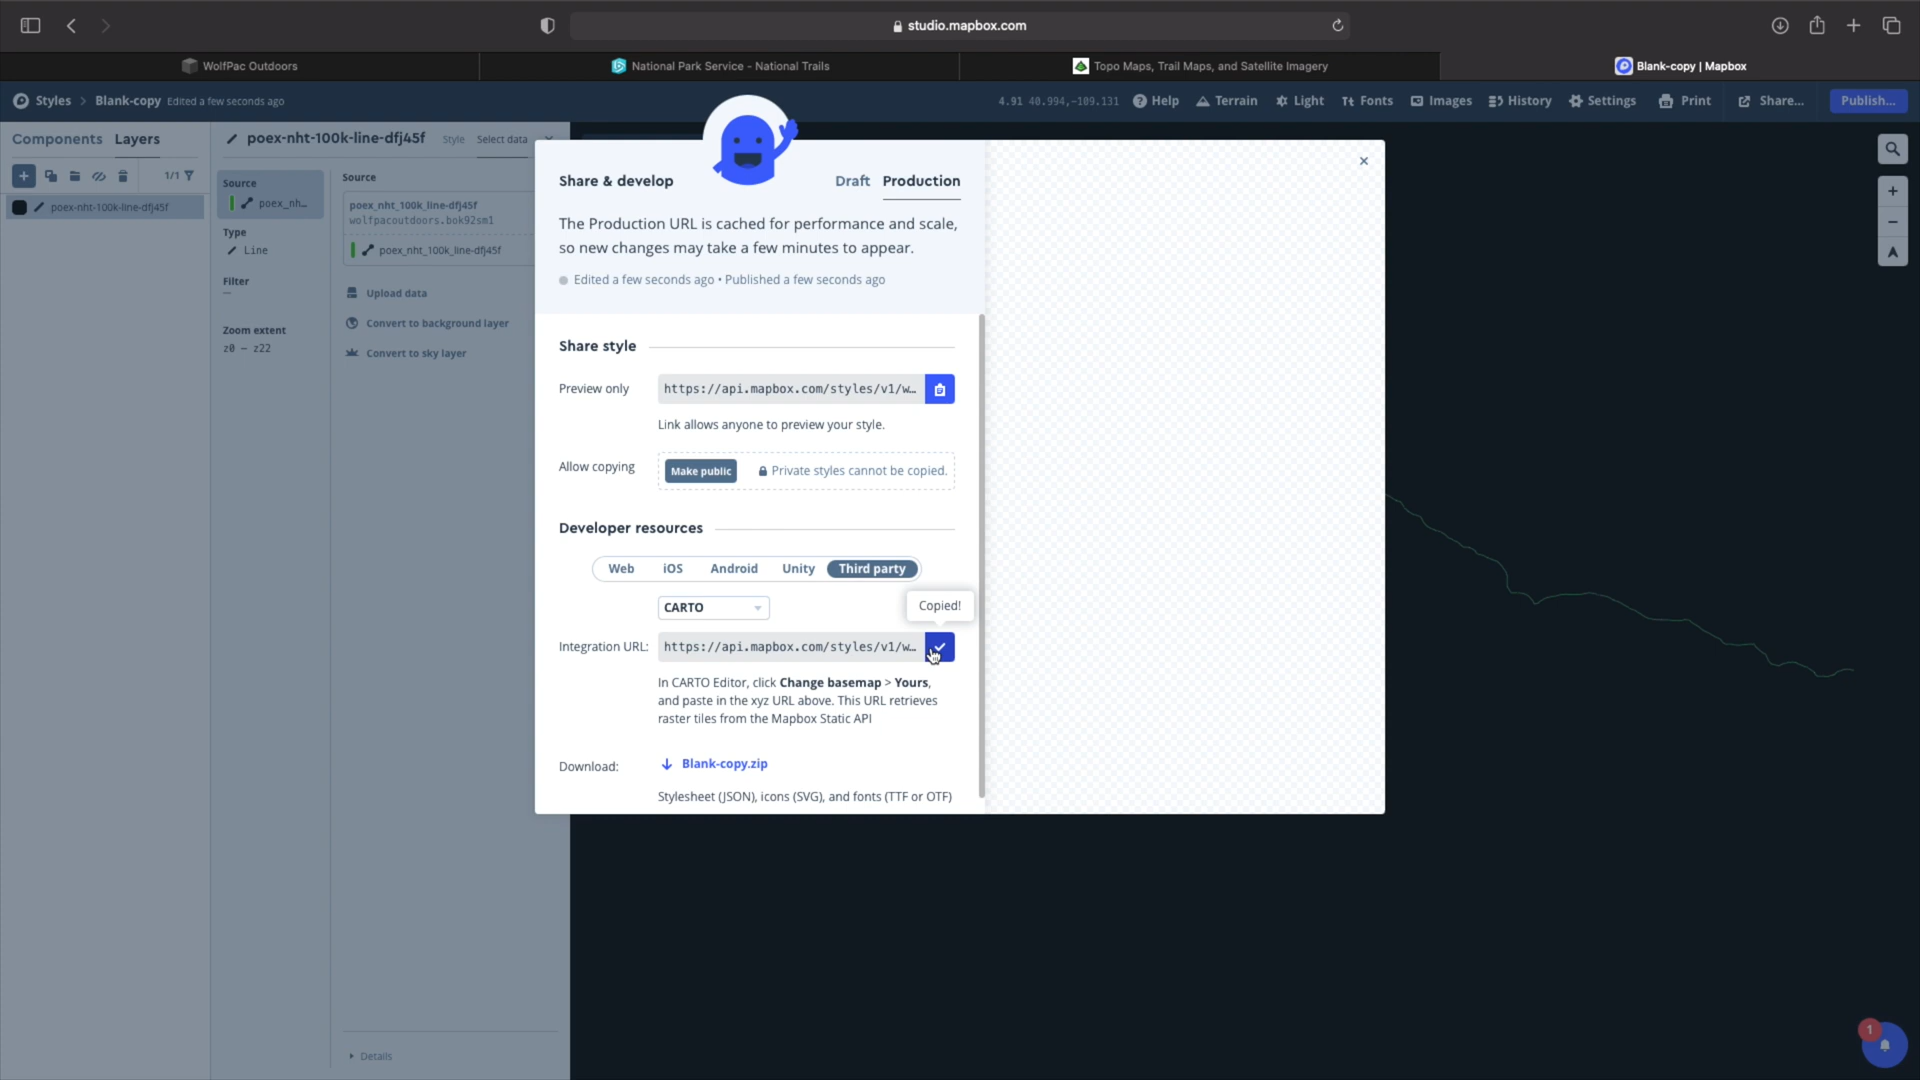 studio.mapbox.com
WolfPac Outdoors
National Park Service - National Trails
Topo Maps, Trail Maps, and Satellite Imagery
Blank-copy | Mapbox
Styles > Blank-copy Edited a few seconds ago
4.91 40.994,-109.131 Help Terrain Light Fonts Images History Settings Print Share... Publish...
Components Layers
poex-nht-100k-line-dfj45f Style Select data
1/1
poex-nht-100k-line-dfj45f
Source
poex_nh...
Type
Line
Filter
—
Zoom extent
z0 – z22
Source
poex_nht_100k_line-dfj45f
wolfpacoutdoors.bok92sm1
poex_nht_100k_line-dfj45f
Upload data
Convert to background layer
Convert to sky layer
Details
Share & develop Draft Production
The Production URL is cached for performance and scale,
so new changes may take a few minutes to appear.
Edited a few seconds ago • Published a few seconds ago
Share style
Preview only https://api.mapbox.com/styles/v1/w…
Link allows anyone to preview your style.
Allow copying Make public Private styles cannot be copied.
Developer resources
Web iOS Android Unity Third party
CARTO
Copied!
Integration URL: https://api.mapbox.com/styles/v1/w…
In CARTO Editor, click Change basemap > Yours,
and paste in the xyz URL above. This URL retrieves
raster tiles from the Mapbox Static API
Download: Blank-copy.zip
Stylesheet (JSON), icons (SVG), and fonts (TTF or OTF)
1